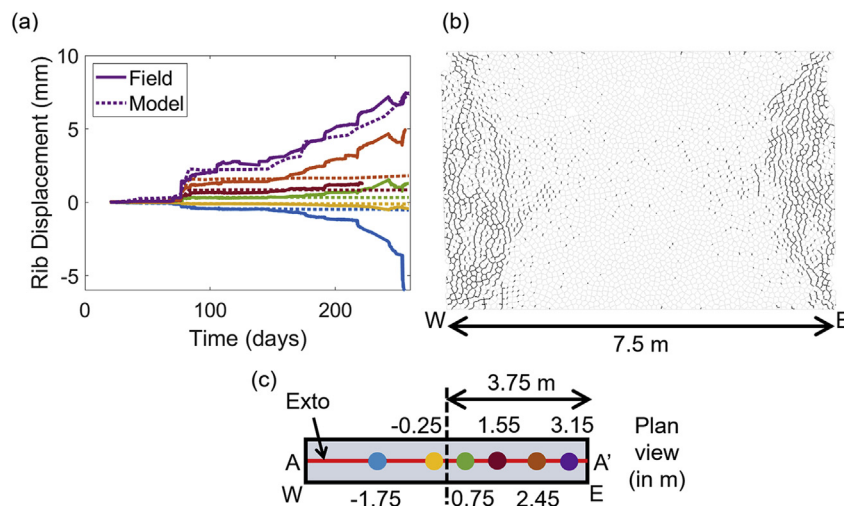 (a)
10
5
0
-5
Rib Displacement (mm)
Field
Model
0
100
200
Time (days)
(b)
W
E
7.5 m
(c)
3.75 m
Exto
-0.25
1.55
3.15
Plan
view
(in m)
A
A'
W
-1.75
0.75
2.45
E